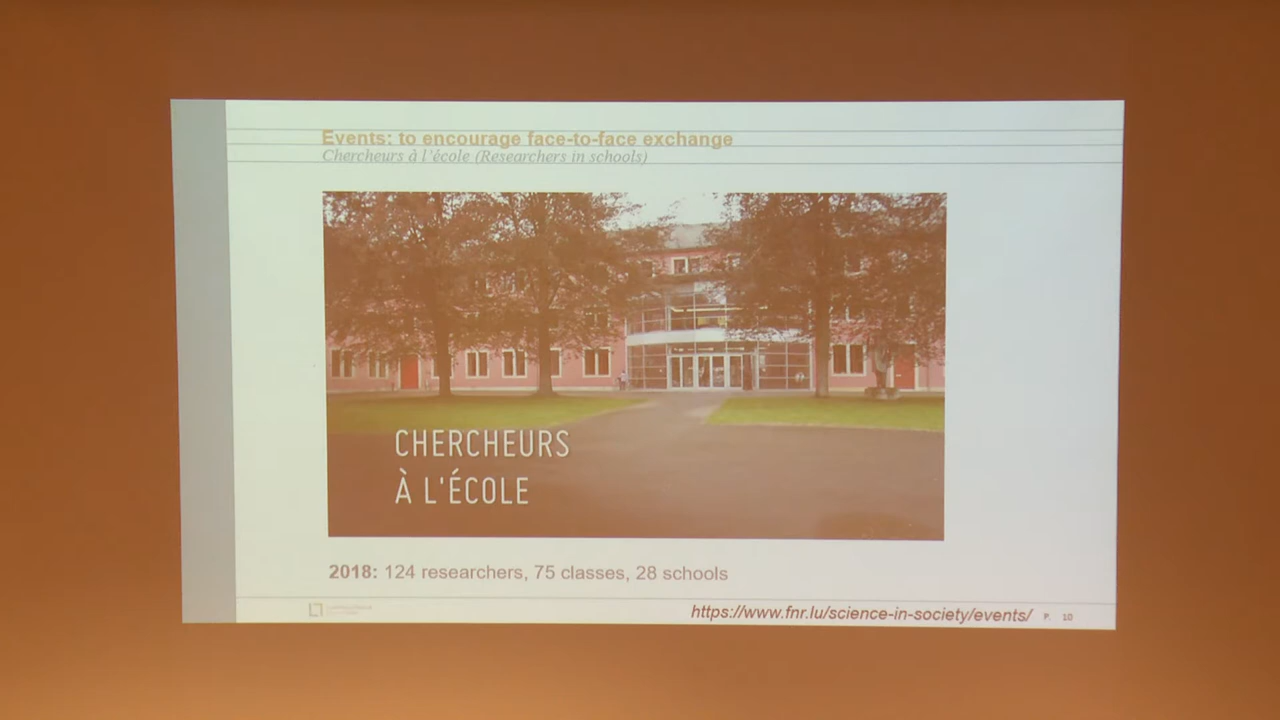 Events: to encourage face-to-face exchange
Chercheurs à l'école (Researchers in schools)
CHERCHEURS
À L'ÉCOLE
2018: 124 researchers, 75 classes, 28 schools
https://www.fnr.lu/science-in-society/events/ P. 10